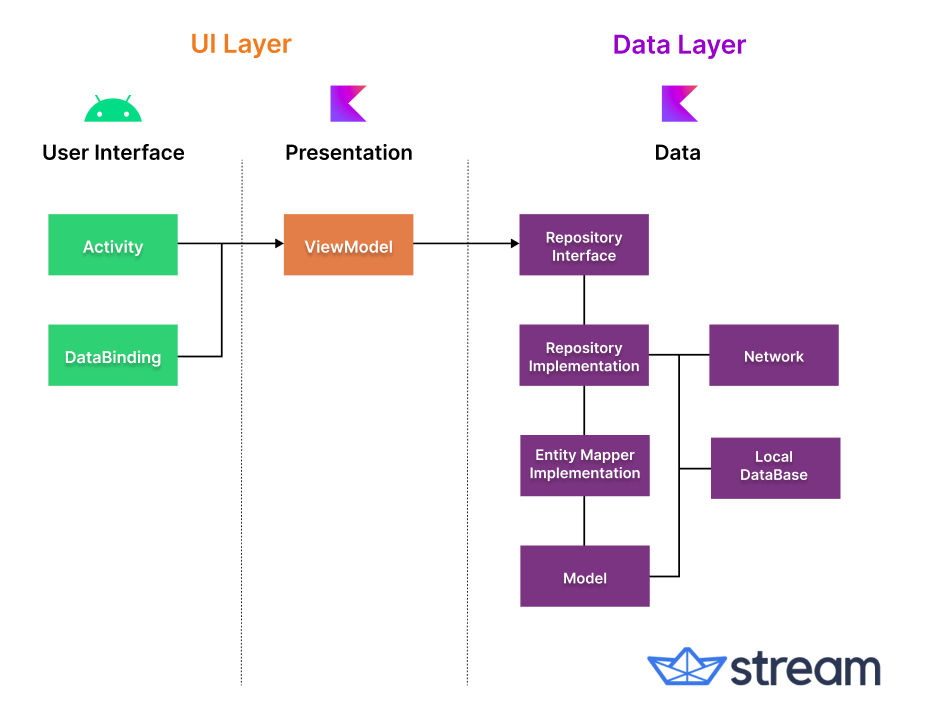 UI Layer
Data Layer
User Interface
Presentation
Data
Activity
ViewModel
Repository
Interface
DataBinding
Repository
Implementation
Network
Entity Mapper
Implementation
Local
DataBase
Model
stream